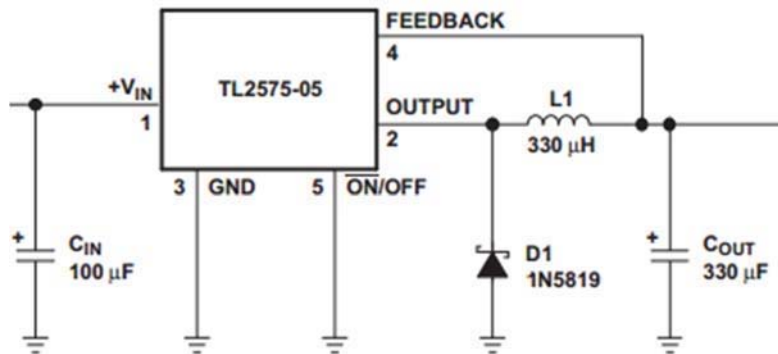 FEEDBACK
4
TL2575-05
+VIN
1
OUTPUT
2
L1
330 μH
3 GND
5 ON/OFF
+
CIN
100 μF
D1
1N5819
+
COUT
330 μF